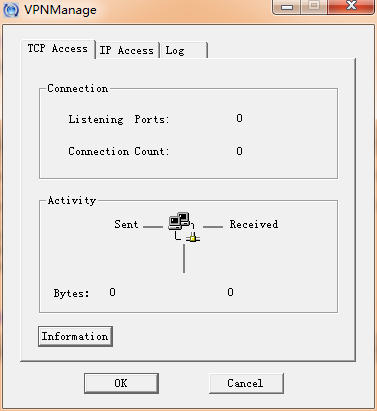 VPNManage
TCP Access IP Access Log
Connection
Listening Ports: 0
Connection Count: 0
Activity
Sent Received
Bytes: 0 0
Information
OK Cancel